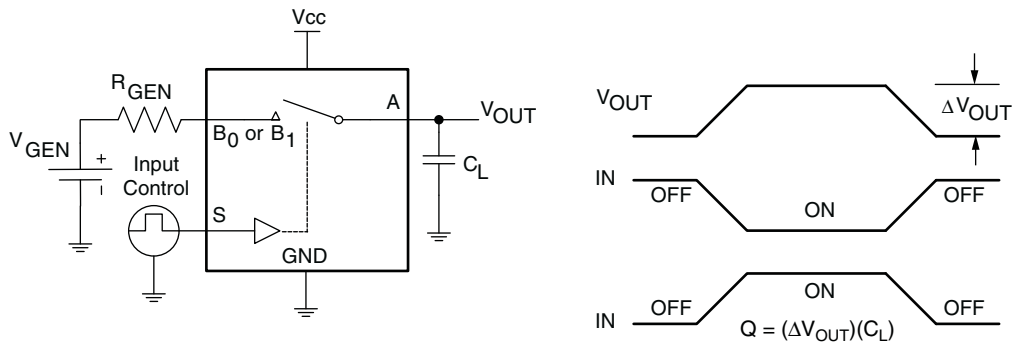 Vcc
RGEN
VGEN
+
B0 or B1
A
VOUT
CL
Input
Control
S
GND
VOUT
ΔVOUT
IN
OFF
ON
OFF
IN
OFF
ON
OFF
Q = (ΔVOUT)(CL)